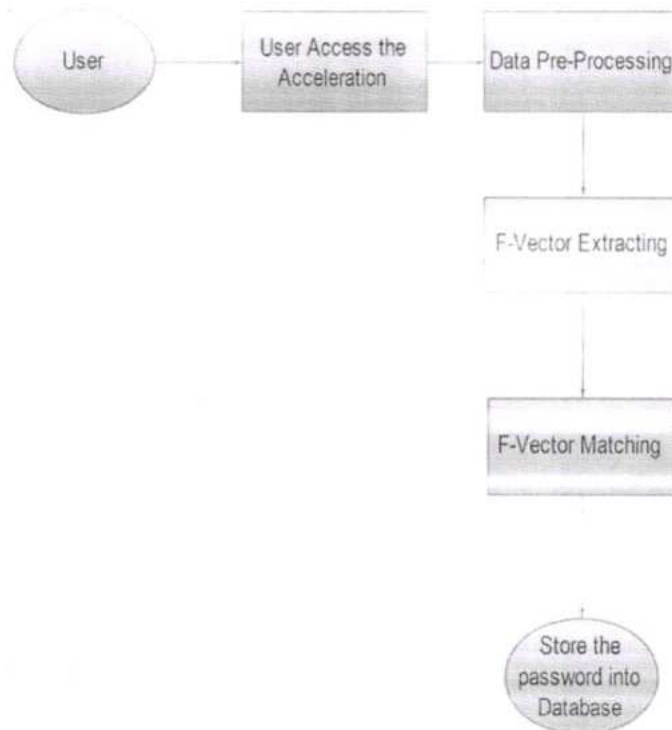 User
User Access the
Acceleration
Data Pre-Processing
F-Vector Extracting
F-Vector Matching
Store the
password into
Database